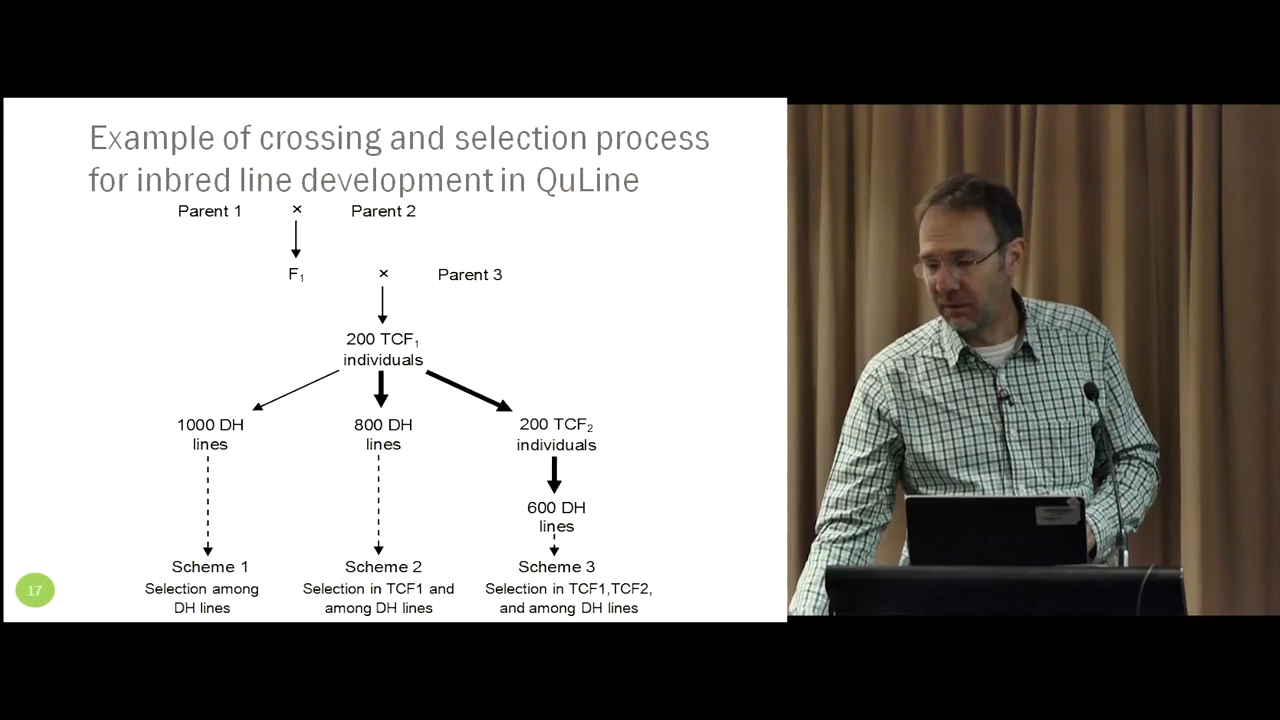 Example of crossing and selection process
for inbred line development in QuLine
Parent 1 × Parent 2
F₁ × Parent 3
200 TCF₁
individuals
1000 DH
lines
800 DH
lines
200 TCF₂
individuals
600 DH
lines
Scheme 1
Selection among
DH lines
Scheme 2
Selection in TCF1 and
among DH lines
Scheme 3
Selection in TCF1,TCF2,
and among DH lines
17